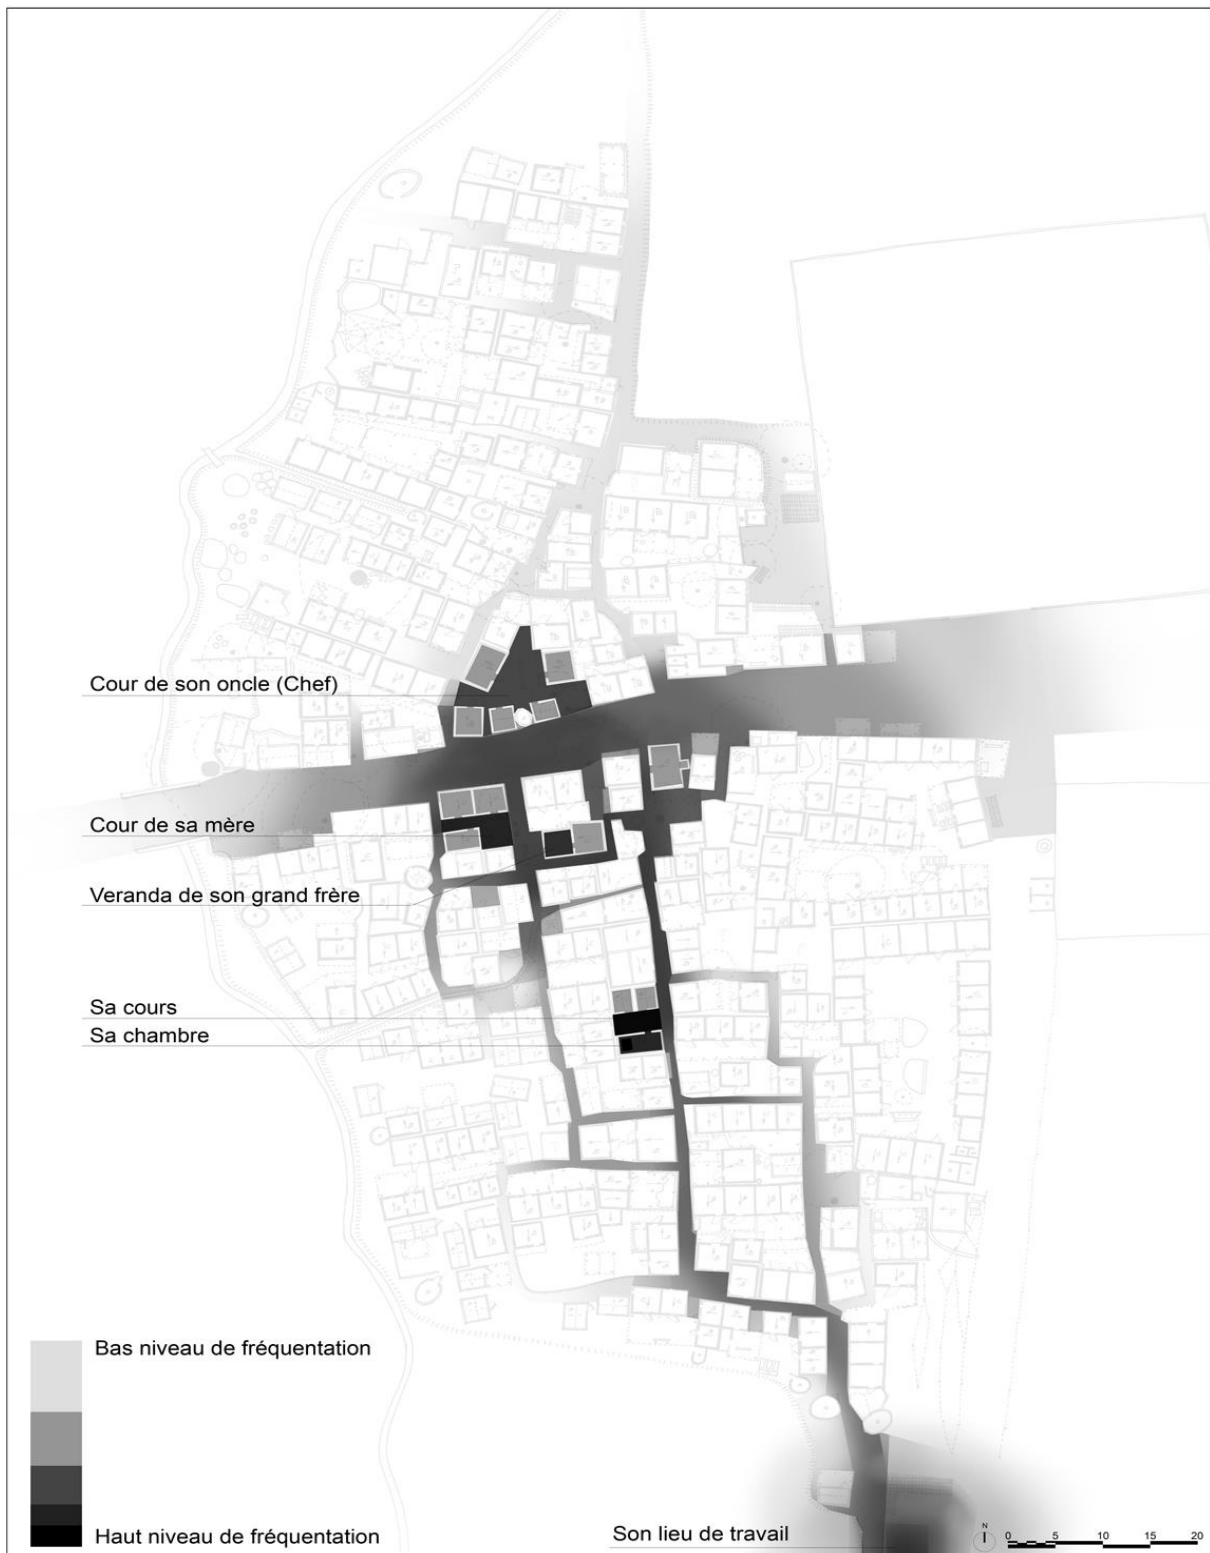 Cour de son oncle (Chef)
Cour de sa mère
Veranda de son grand frère
Sa cours
Sa chambre
Bas niveau de fréquentation
Haut niveau de fréquentation
Son lieu de travail
N
0 5 10 15 20